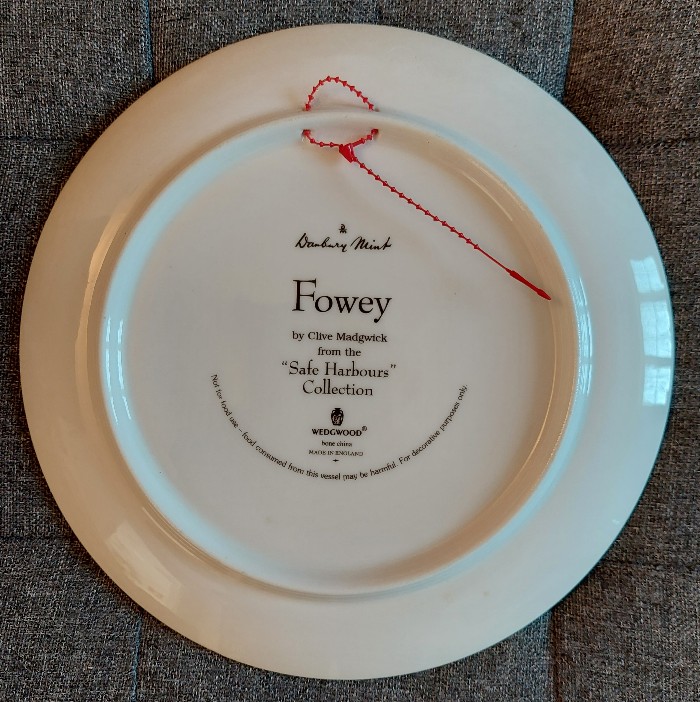 The
Danbury Mint
Fowey
by Clive Madgwick
from the
“Safe Harbours”
Collection
WEDGWOOD®
bone china
MADE IN ENGLAND
Not for food use – food consumed from this vessel may be harmful. For decorative purposes only.